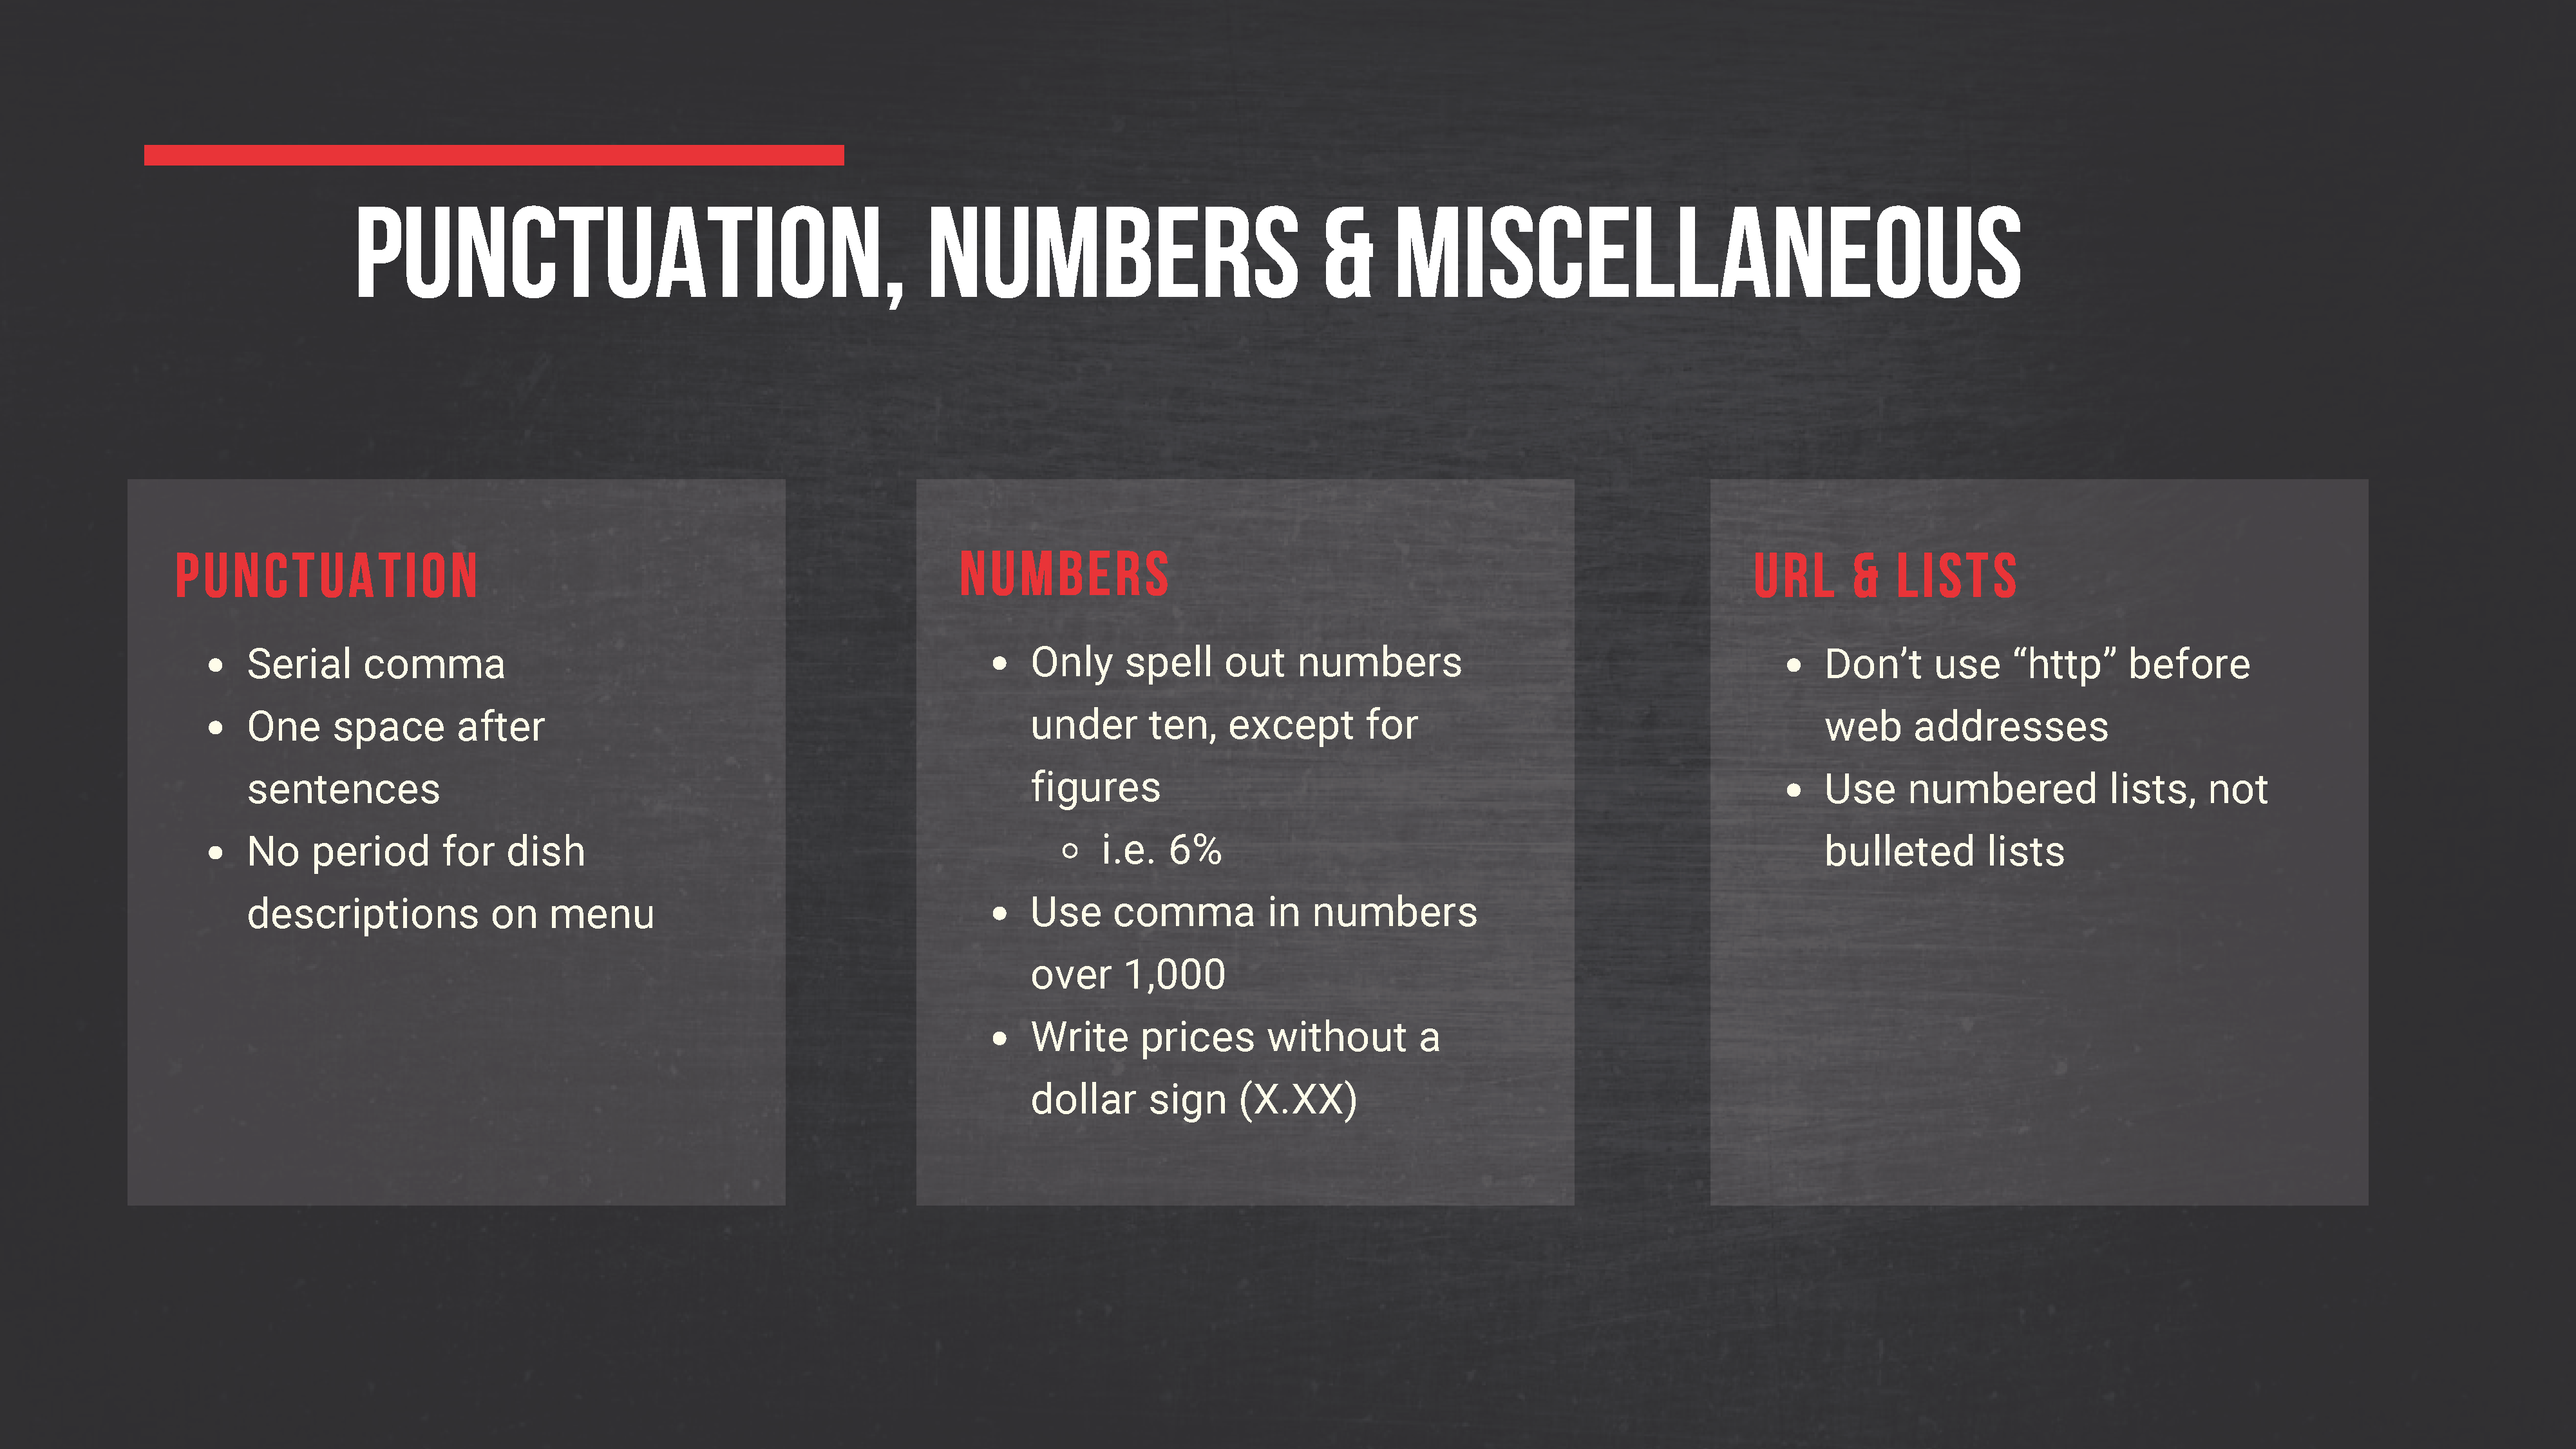 PUNCTUATION, NUMBERS & MISCELLANEOUS
PUNCTUATION
• Serial comma
• One space after
sentences
• No period for dish
descriptions on menu
NUMBERS
• Only spell out numbers
under ten, except for
figures
◦ i.e. 6%
• Use comma in numbers
over 1,000
• Write prices without a
dollar sign (X.XX)
URL & LISTS
• Don’t use “http” before
web addresses
• Use numbered lists, not
bulleted lists